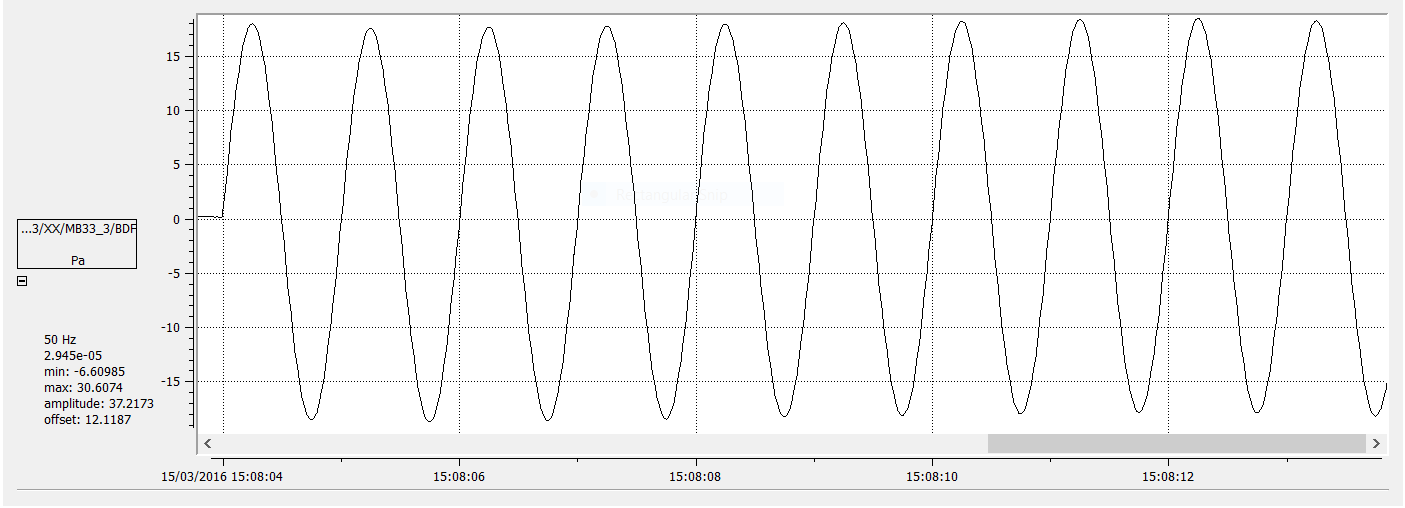 15
10
5
0
-5
-10
-15
...3/XX/MB33_3/BDF
Pa
50 Hz
2.945e-05
min: -6.60985
max: 30.6074
amplitude: 37.2173
offset: 12.1187
15/03/2016 15:08:04
15:08:06
15:08:08
15:08:10
15:08:12